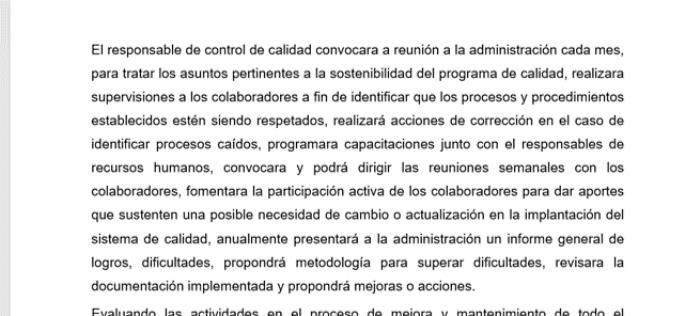 El responsable de control de calidad convocara a reunión a la administración cada mes,
para tratar los asuntos pertinentes a la sostenibilidad del programa de calidad, realizara
supervisiones a los colaboradores a fin de identificar que los procesos y procedimientos
establecidos estén siendo respetados, realizará acciones de corrección en el caso de
identificar procesos caídos, programara capacitaciones junto con el responsables de
recursos humanos, convocara y podrá dirigir las reuniones semanales con los
colaboradores, fomentara la participación activa de los colaboradores para dar aportes
que sustenten una posible necesidad de cambio o actualización en la implantación del
sistema de calidad, anualmente presentará a la administración un informe general de
logros, dificultades, propondrá metodología para superar dificultades, revisara la
documentación implementada y propondrá mejoras o acciones.
Evaluando las actividades en el proceso de mejora y mantenimiento de todo el